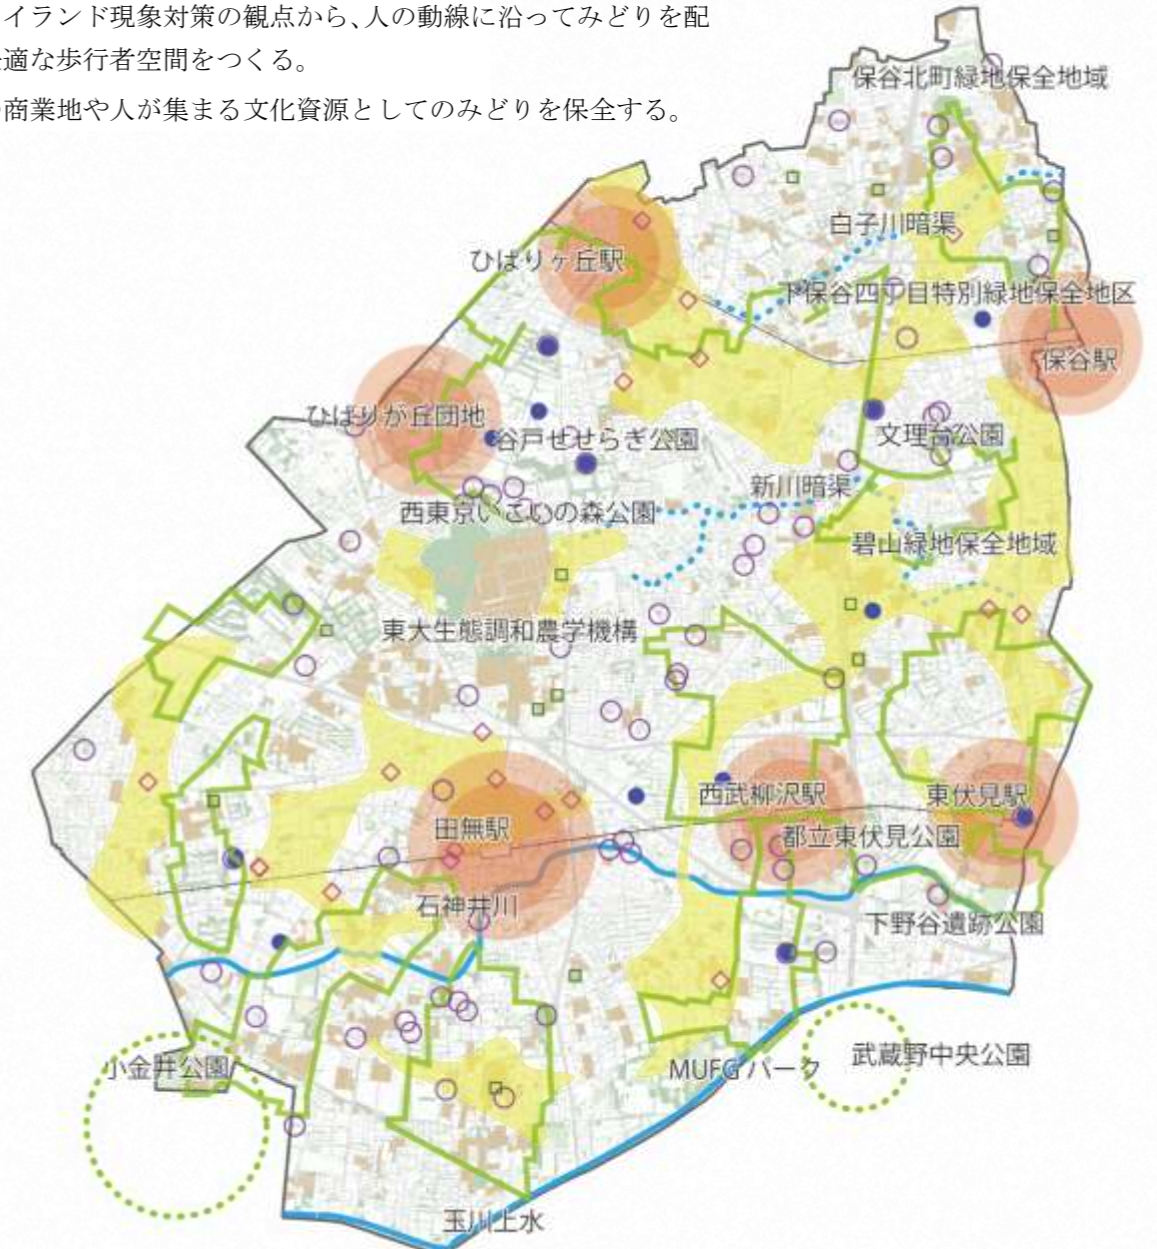 イランド現象対策の観点から、人の動線に沿ってみどりを配
適な歩行者空間をつくる。
商業地や人が集まる文化資源としてのみどりを保全する。
保谷北町緑地保全地域
白子川暗渠
ひばりヶ丘駅
下保谷四丁目特別緑地保全地区
保谷駅
ひばりが丘団地
谷戸せせらぎ公園
文理台公園
新川暗渠
西東京いこいの森公園
碧山緑地保全地域
東大生態調和農学機構
西武柳沢駅
東伏見駅
田無駅
都立東伏見公園
石神井川
下野谷遺跡公園
小金井公園
MUFGパーク
武蔵野中央公園
玉川上水